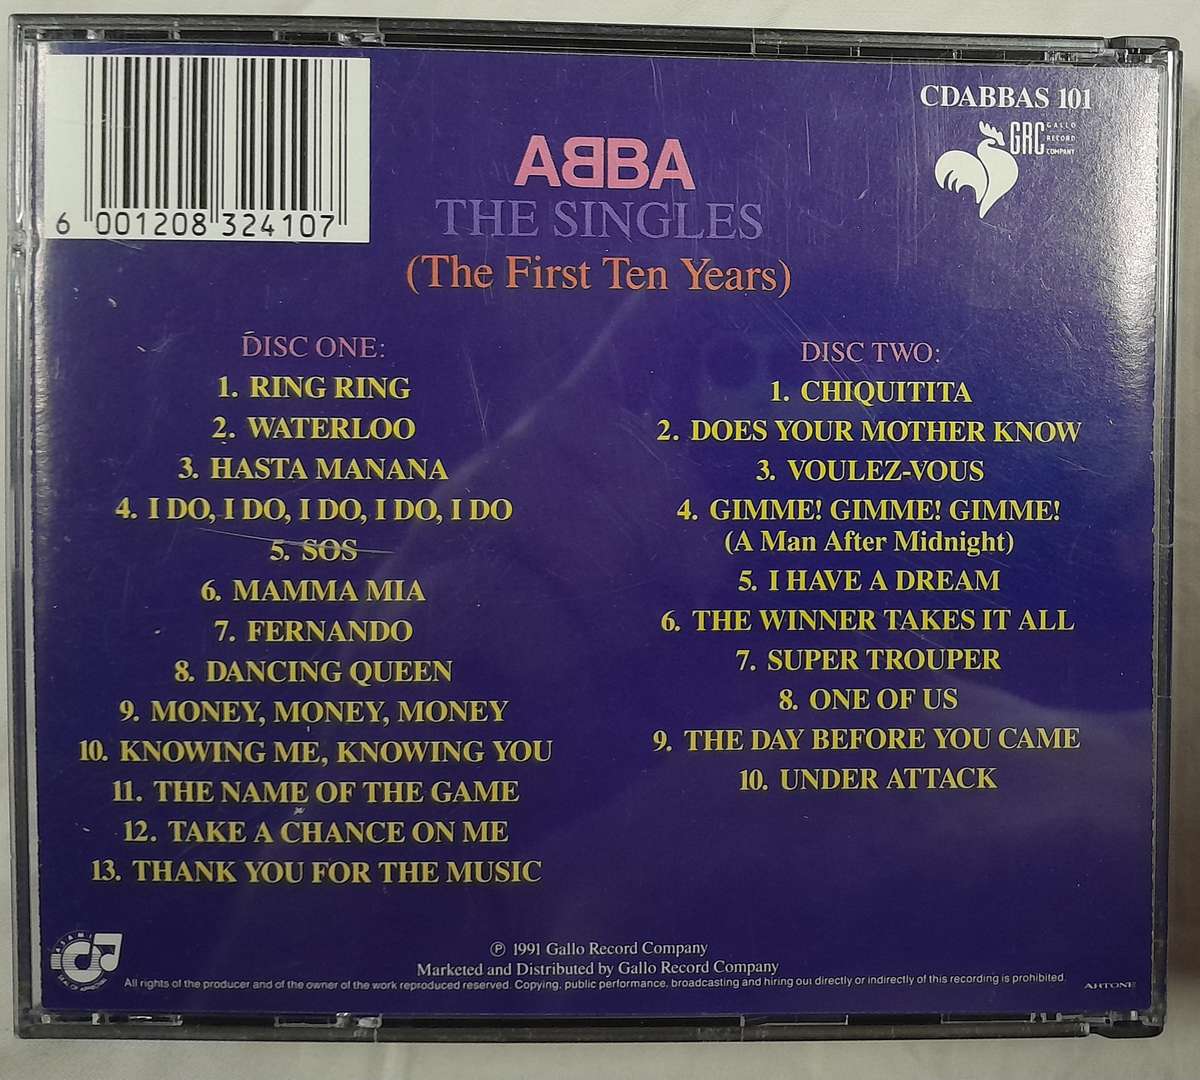 6 001208 324107
CDABBAS 101
GRC GALLO
RECORD
COMPANY
ABBA
THE SINGLES
(The First Ten Years)
DISC ONE:
1. RING RING
2. WATERLOO
3. HASTA MANANA
4. I DO, I DO, I DO, I DO, I DO
5. SOS
6. MAMMA MIA
7. FERNANDO
8. DANCING QUEEN
9. MONEY, MONEY, MONEY
10. KNOWING ME, KNOWING YOU
11. THE NAME OF THE GAME
12. TAKE A CHANCE ON ME
13. THANK YOU FOR THE MUSIC
DISC TWO:
1. CHIQUITITA
2. DOES YOUR MOTHER KNOW
3. VOULEZ-VOUS
4. GIMME! GIMME! GIMME!
(A Man After Midnight)
5. I HAVE A DREAM
6. THE WINNER TAKES IT ALL
7. SUPER TROUPER
8. ONE OF US
9. THE DAY BEFORE YOU CAME
10. UNDER ATTACK
ASAMI
℗ 1991 Gallo Record Company
Marketed and Distributed by Gallo Record Company
All rights of the producer and of the owner of the work reproduced reserved. Copying, public performance, broadcasting and hiring out directly or indirectly of this recording is prohibited.
ARTONE